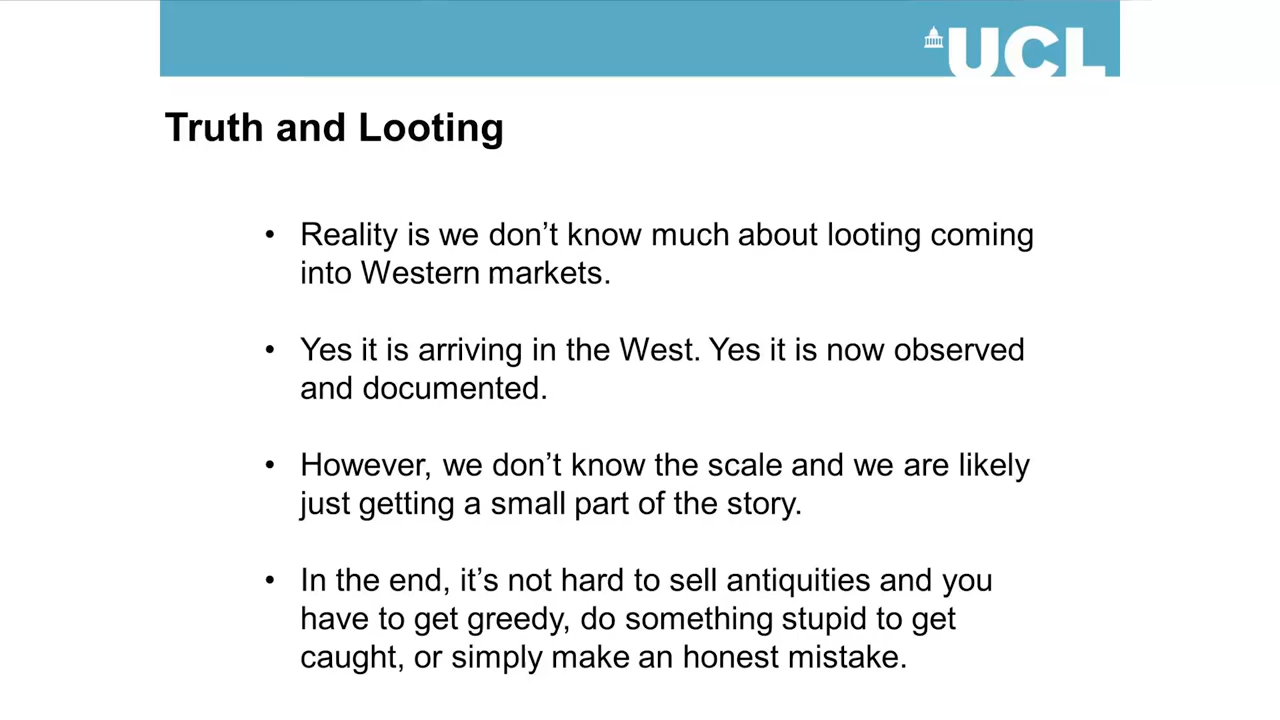 UCL
Truth and Looting
• Reality is we don’t know much about looting coming
into Western markets.
• Yes it is arriving in the West. Yes it is now observed
and documented.
• However, we don’t know the scale and we are likely
just getting a small part of the story.
• In the end, it’s not hard to sell antiquities and you
have to get greedy, do something stupid to get
caught, or simply make an honest mistake.